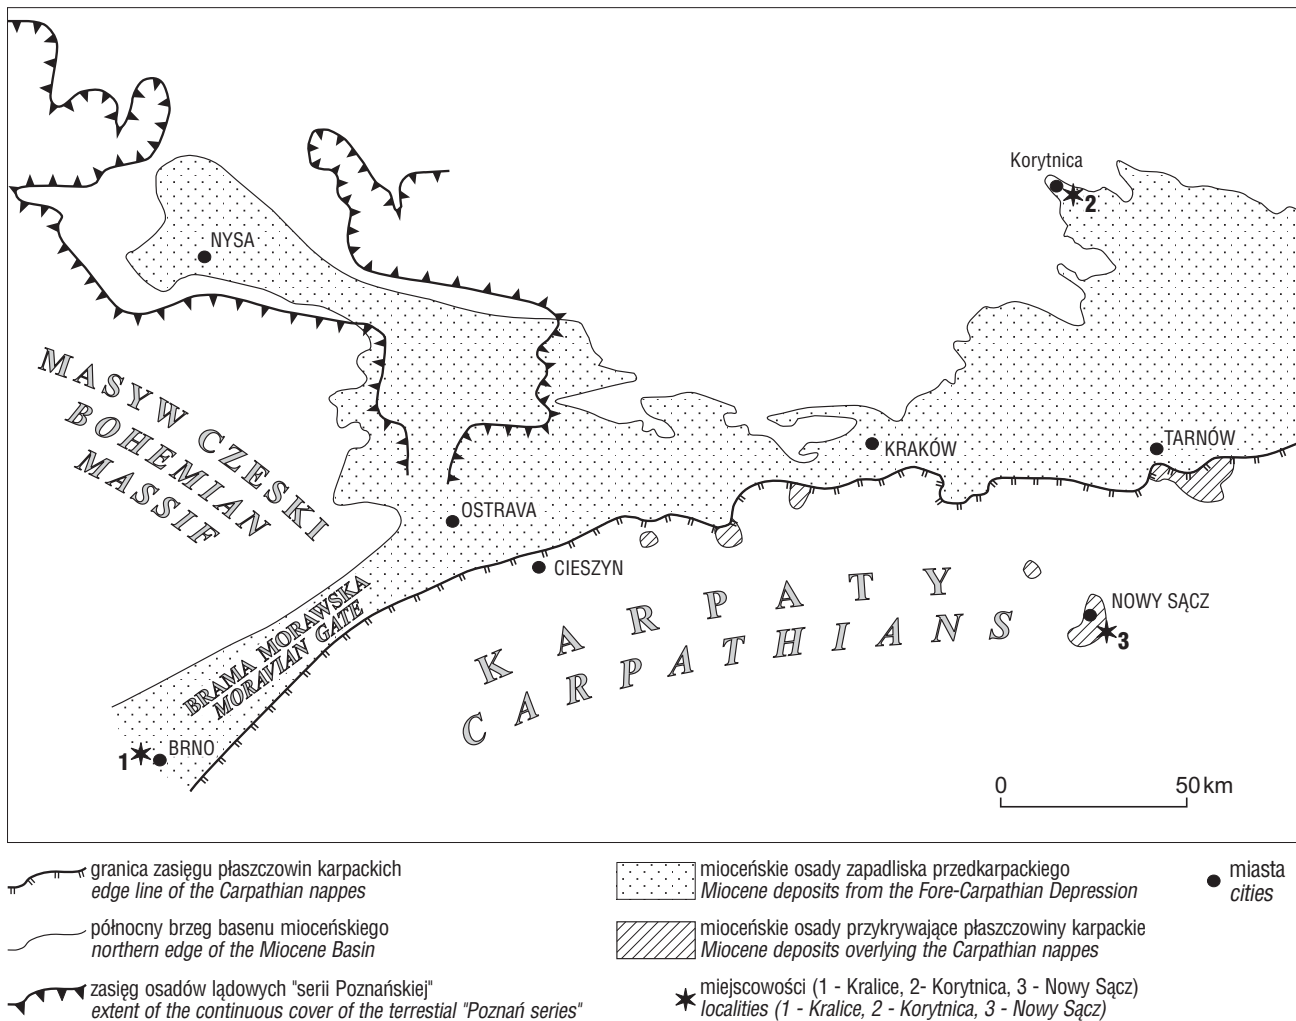 Korytnica
2
NYSA
MASYW CZESKI
BOHEMIAN
MASSIF
KRAKÓW
TARNÓW
OSTRAVA
CIESZYN
KARPATY
CARPATHIANS
NOWY SĄCZ
3
BRAMA MORAWSKA
MORAVIAN GATE
1
BRNO
0 50 km
granica zasięgu płaszczowin karpackich
edge line of the Carpathian nappes
północny brzeg basenu mioceńskiego
northern edge of the Miocene Basin
zasięg osadów lądowych "serii Poznańskiej"
extent of the continuous cover of the terrestial "Poznań series"
mioceńskie osady zapadliska przedkarpackiego
Miocene deposits from the Fore-Carpathian Depression
mioceńskie osady przykrywające płaszczowiny karpackie
Miocene deposits overlying the Carpathian nappes
miejscowości (1 - Kralice, 2- Korytnica, 3 - Nowy Sącz)
localities (1 - Kralice, 2 - Korytnica, 3 - Nowy Sącz)
miasta
cities